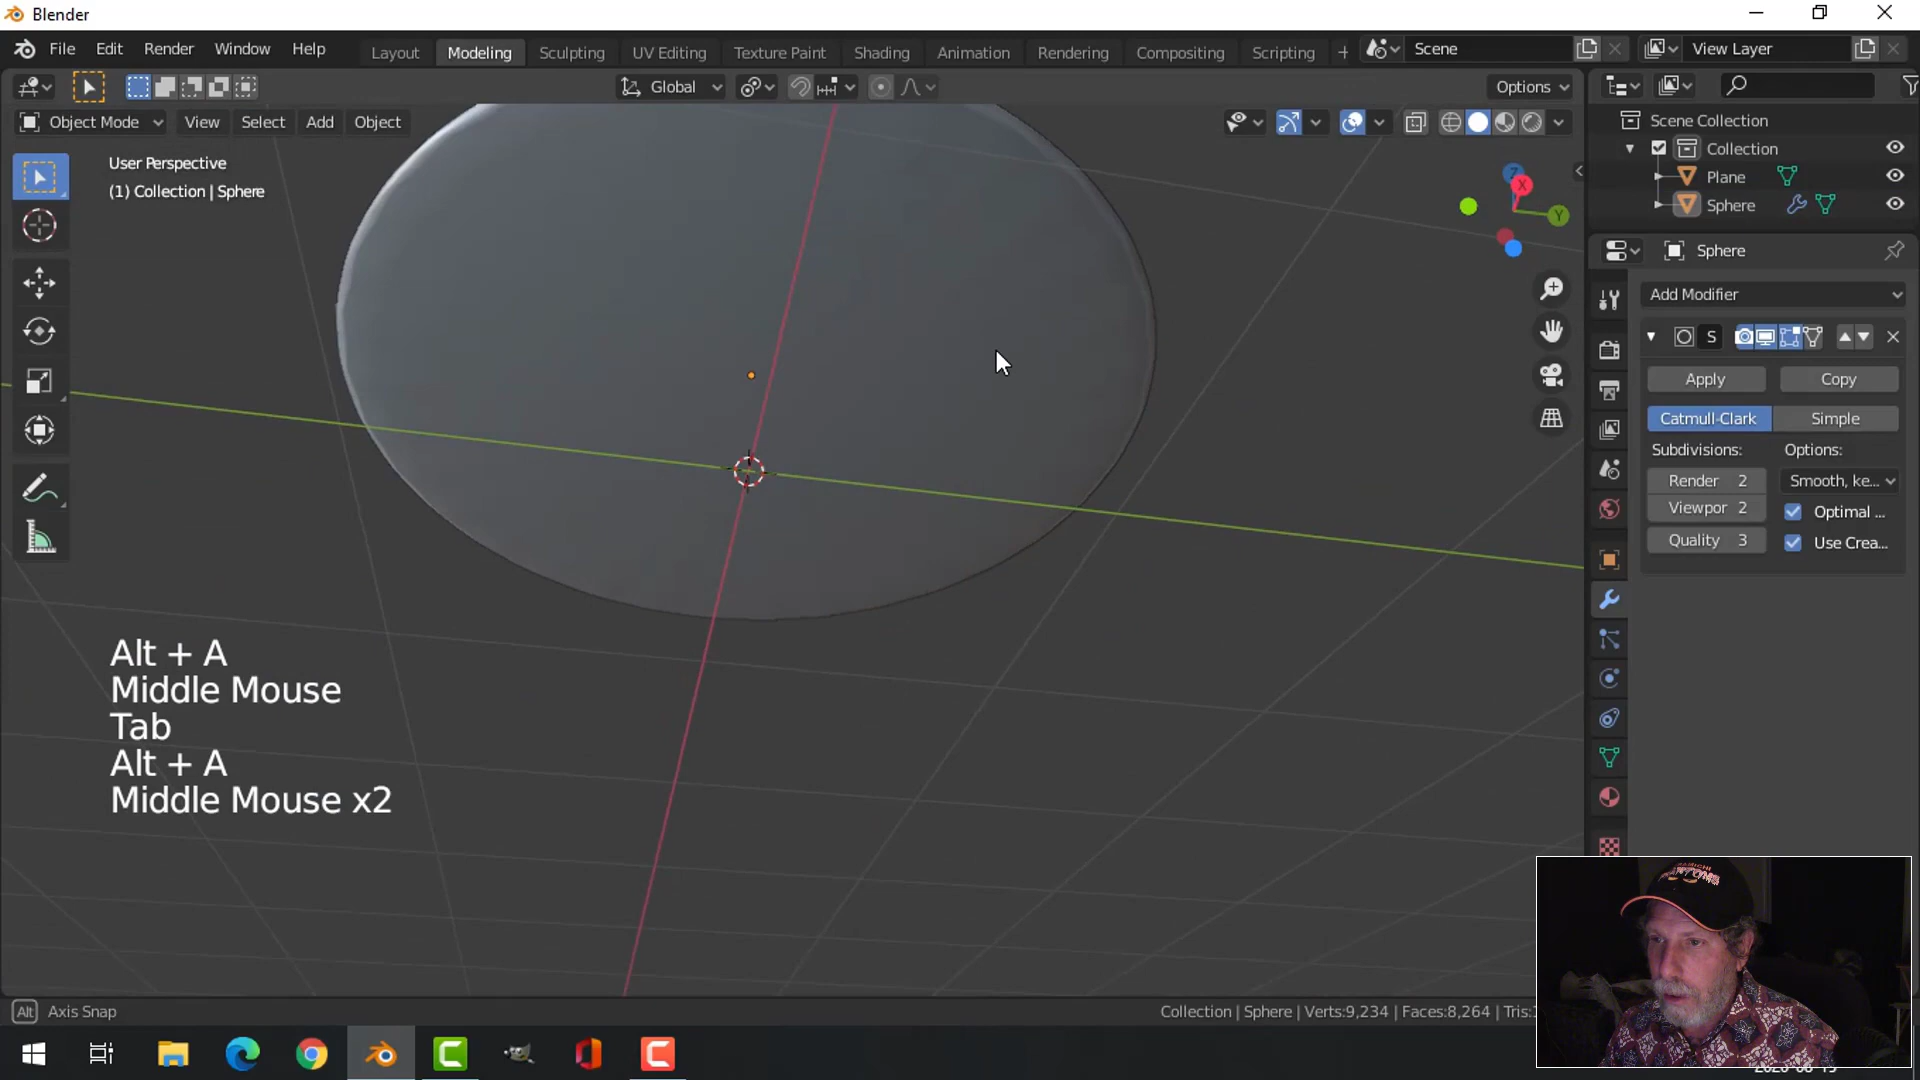 Blender
File Edit Render Window Help
Layout Modeling Sculpting UV Editing Texture Paint Shading Animation Rendering Compositing Scripting +
Scene
View Layer
Global
Options
Object Mode View Select Add Object
User Perspective
(1) Collection | Sphere
X
Y
Z
Scene Collection
Collection
Plane
Sphere
Sphere
Add Modifier
S
Apply Copy
Catmull-Clark Simple
Subdivisions: Options:
Render 2 Smooth, ke...
Viewpor 2 Optimal ...
Quality 3 Use Crea...
Alt + A
Middle Mouse
Tab
Alt + A
Middle Mouse x2
Alt Axis Snap
Collection | Sphere | Verts:9,234 | Faces:8,264 | Tris: